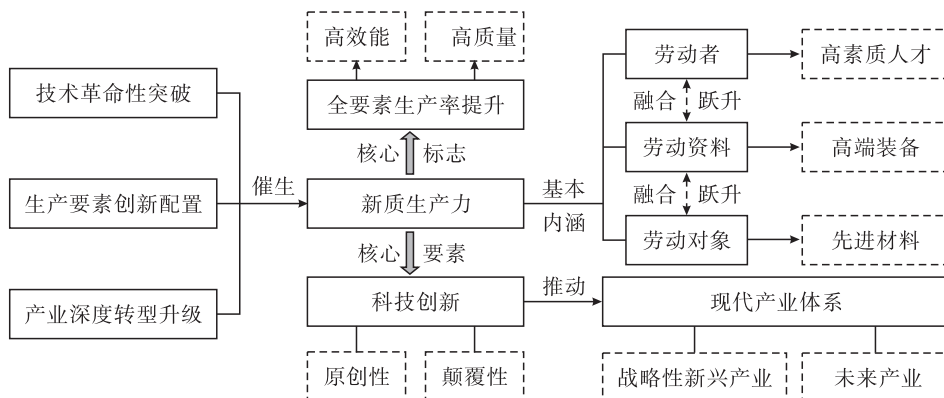 高效能
高质量
劳动者
高素质人才
技术革命性突破
全要素生产率提升
融合 跃升
核心 标志
劳动资料
高端装备
生产要素创新配置
催生
新质生产力
基本
内涵
融合 跃升
劳动对象
先进材料
核心 要素
产业深度转型升级
科技创新
推动
现代产业体系
原创性
颠覆性
战略性新兴产业
未来产业